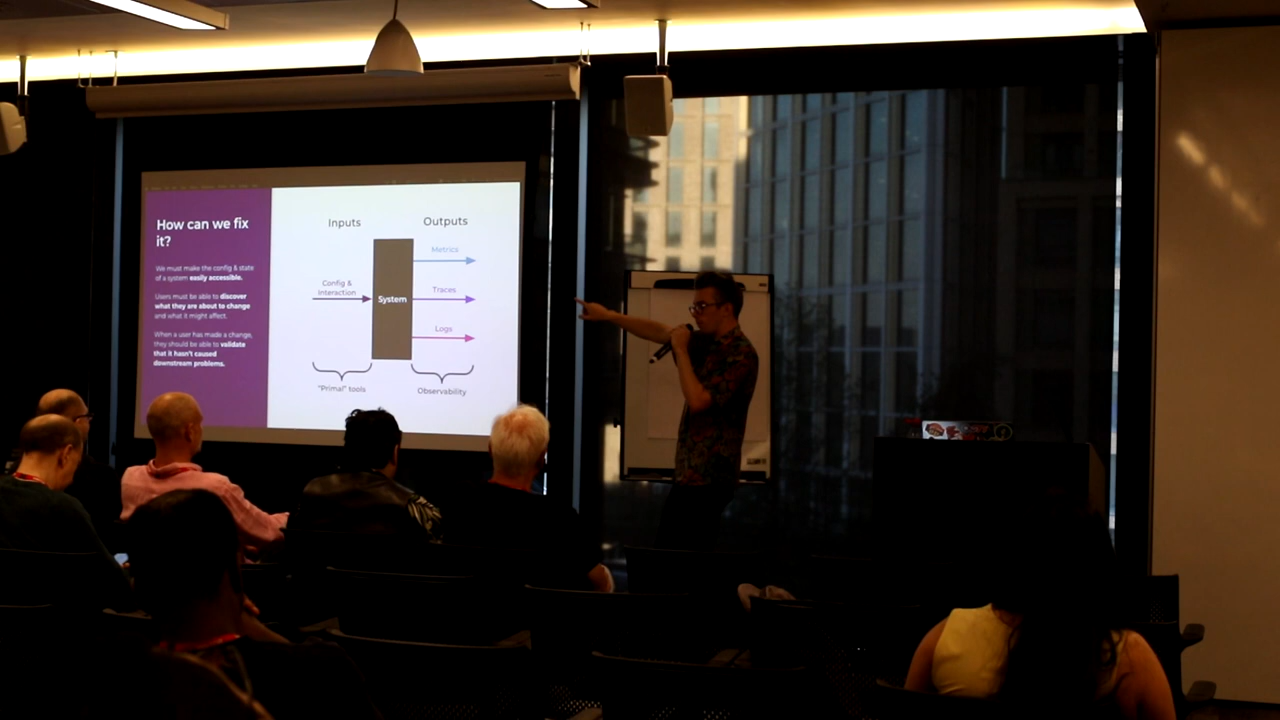 How can we fix
it?
We must make the config & state
of a system easily accessible.
Users must be able to discover
what they are about to change
and what it might affect.
When a user has made a change,
they should be able to validate
that it hasn't caused
downstream problems.
Inputs
Outputs
Config &
Interaction
System
Metrics
Traces
Logs
"Primal" tools
Observability